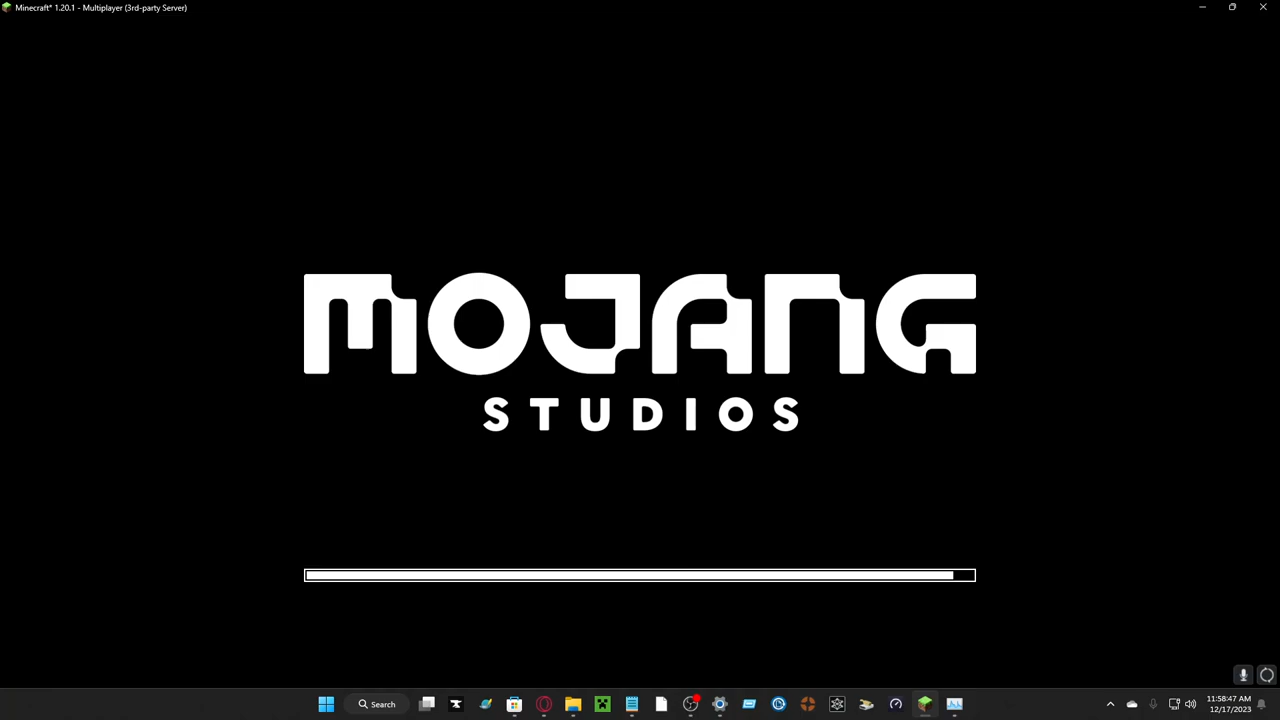 Minecraft* 1.20.1 - Multiplayer (3rd-party Server)
MOJANG
STUDIOS
Search
11:58:47 AM
12/17/2023